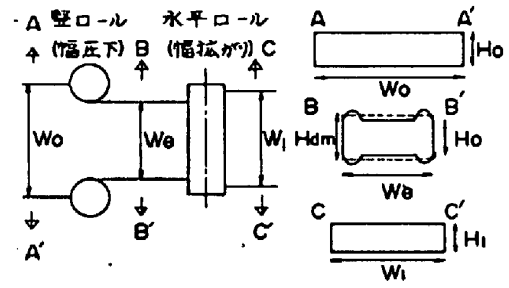 A 竪ロール 水平ロール
(幅圧下) B (幅拡がり) C
Wo We W1
A' B' C'
A A'
Ho
Wo
B B'
Hdm Ho
We
C C'
H1
W1